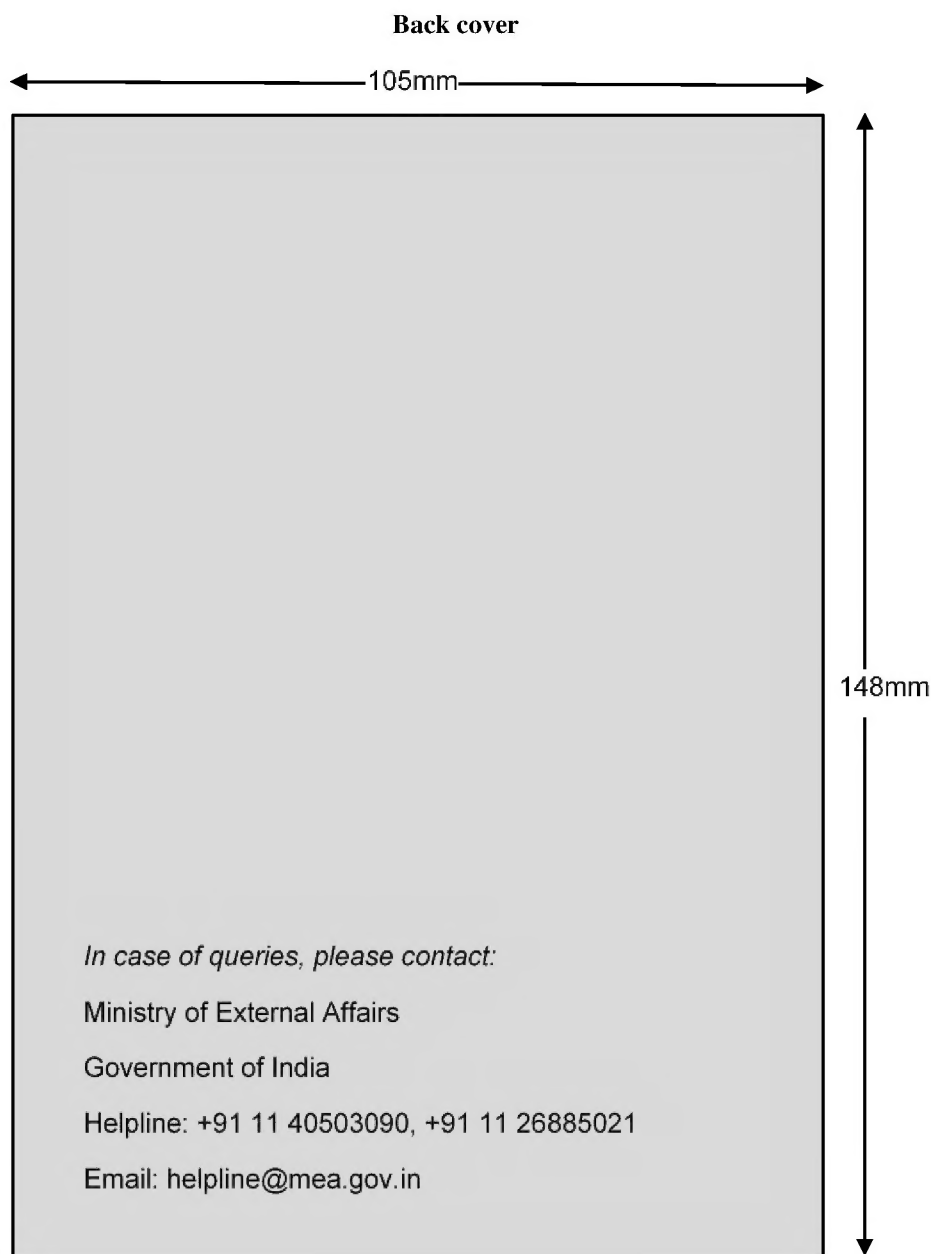 Back cover
105mm
148mm
In case of queries, please contact:
Ministry of External Affairs
Government of India
Helpline: +91 11 40503090, +91 11 26885021
Email: helpline@mea.gov.in